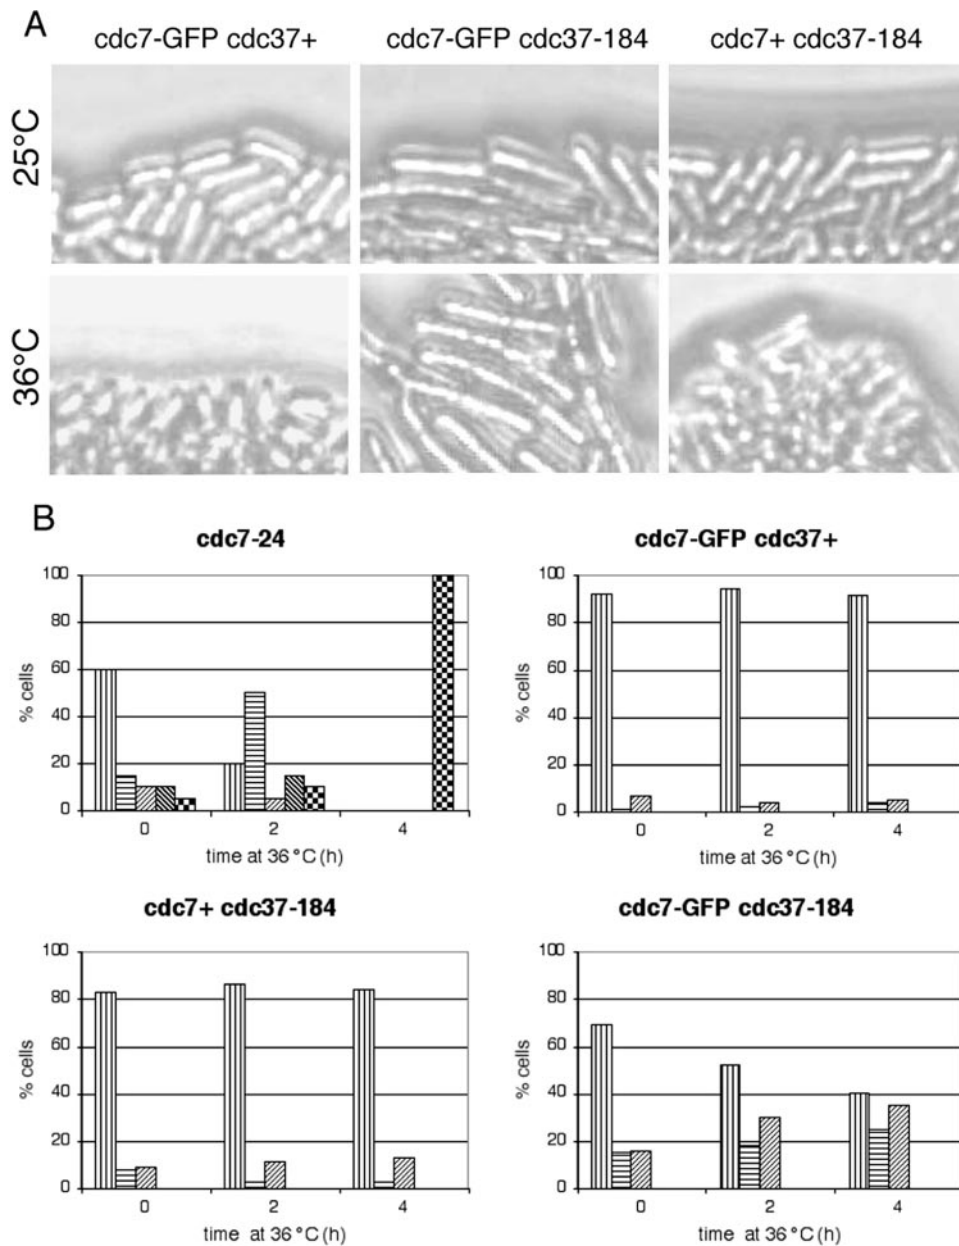 A
cdc7-GFP cdc37+ cdc7-GFP cdc37-184 cdc7+ cdc37-184
25°C
36°C
B
cdc7-24
100
80
60
40
20
0
% cells
0 2 4
time at 36°C (h)
cdc7-GFP cdc37+
100
80
60
40
20
0
% cells
0 2 4
time at 36°C (h)
cdc7+ cdc37-184
100
80
60
40
20
0
% cells
0 2 4
time at 36°C (h)
cdc7-GFP cdc37-184
100
80
60
40
20
0
% cells
0 2 4
time at 36°C (h)